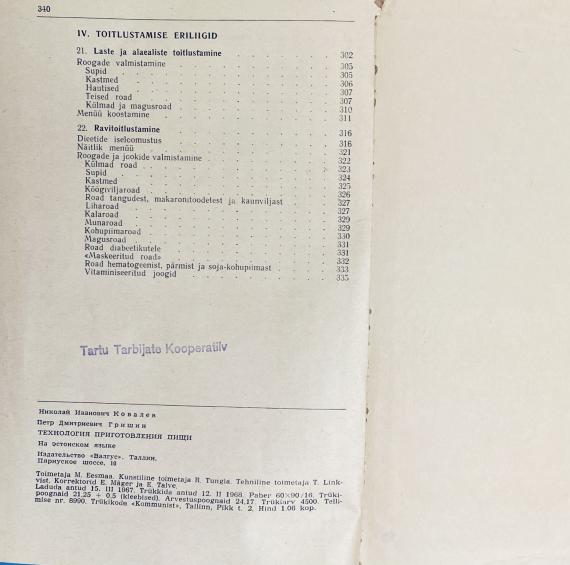 340
IV. TOITLUSTAMISE ERILIIGID
21. Laste ja alaealiste toitlustamine 302
Roogade valmistamine 305
Supid 305
Kastmed 306
Hautised 307
Teised road 307
Külmad ja magusroad 310
Menüü koostamine 311
22. Ravitoitlustamine 316
Dieetide iseloomustus 316
Näitlik menüü 321
Roogade ja jookide valmistamine 322
Külmad road 323
Supid 324
Kastmed 325
Köögiviljaroad 326
Road tangudest, makaronitoodetest ja kaunviljast 327
Liharoad 327
Kalaroad 329
Munaroad 329
Kohupiimaroad 330
Magusroad 331
Road diabeetikutele 331
«Maskeeritud road» 332
Road hematogeenist, pärmist ja soja-kohupiimast 333
Vitaminiseeritud joogid 335
Tartu Tarbijate Kooperatiiv
Николай Иванович Ковалев
Петр Дмитриевич Гришин
ТЕХНОЛОГИЯ ПРИГОТОВЛЕНИЯ ПИЩИ
На эстонском языке
Издательство «Валгус». Таллин,
Пярнуское шоссе, 10
Toimetaja M. Eesmaa. Kunstiline toimetaja R. Tungla. Tehniline toimetaja T. Link-
vist. Korrektorid E. Mäger ja E. Talve.
Laduda antud 15. III 1967. Trükkida antud 12. II 1968. Paber 60×90/16. Trüki-
poognaid 21,25 + 0,5 (kleebised). Arvestuspoognaid 24,17. Trükiarv 4500. Telli-
mise nr. 8990. Trükikoda «Kommunist», Tallinn, Pikk t. 2. Hind 1.06 kop.